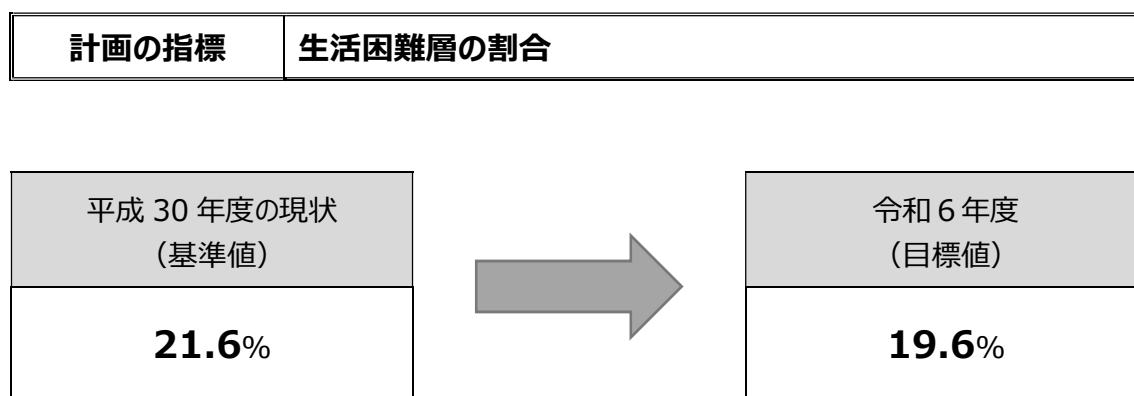 計画の指標 生活困難層の割合
平成 30 年度の現状
（基準値）
令和６年度
（目標値）
21.6%
19.6%